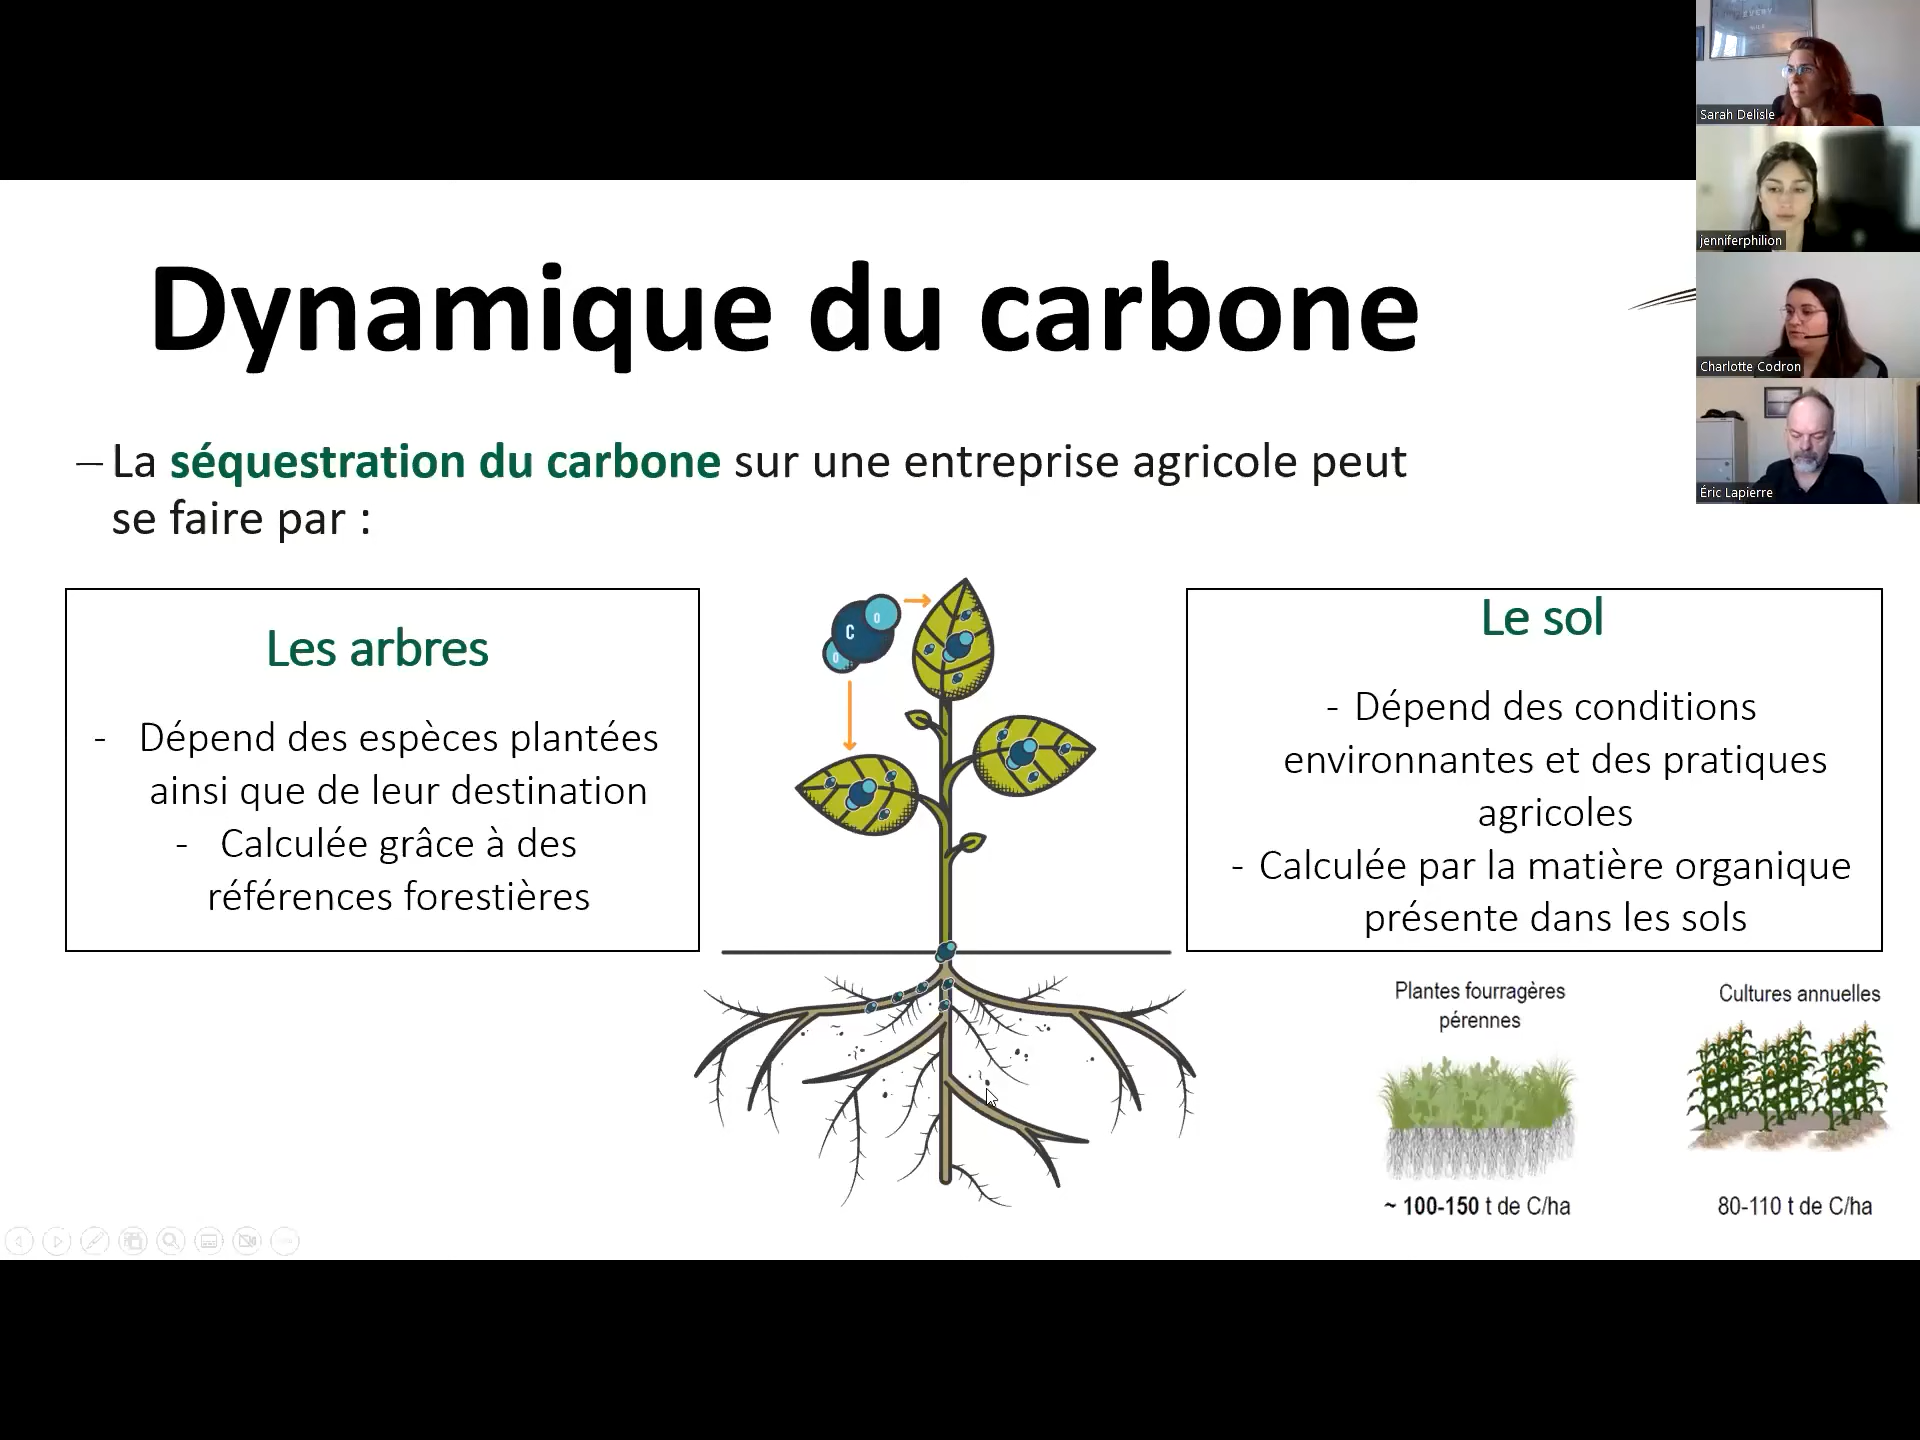 Dynamique du carbone
– La séquestration du carbone sur une entreprise agricole peut
se faire par :
Les arbres
- Dépend des espèces plantées
ainsi que de leur destination
- Calculée grâce à des
références forestières
C
O
O
Le sol
- Dépend des conditions
environnantes et des pratiques
agricoles
- Calculée par la matière organique
présente dans les sols
Plantes fourragères
pérennes
~ 100-150 t de C/ha
Cultures annuelles
80-110 t de C/ha
Sarah Delisle
jenniferphilion
Charlotte Codron
Éric Lapierre